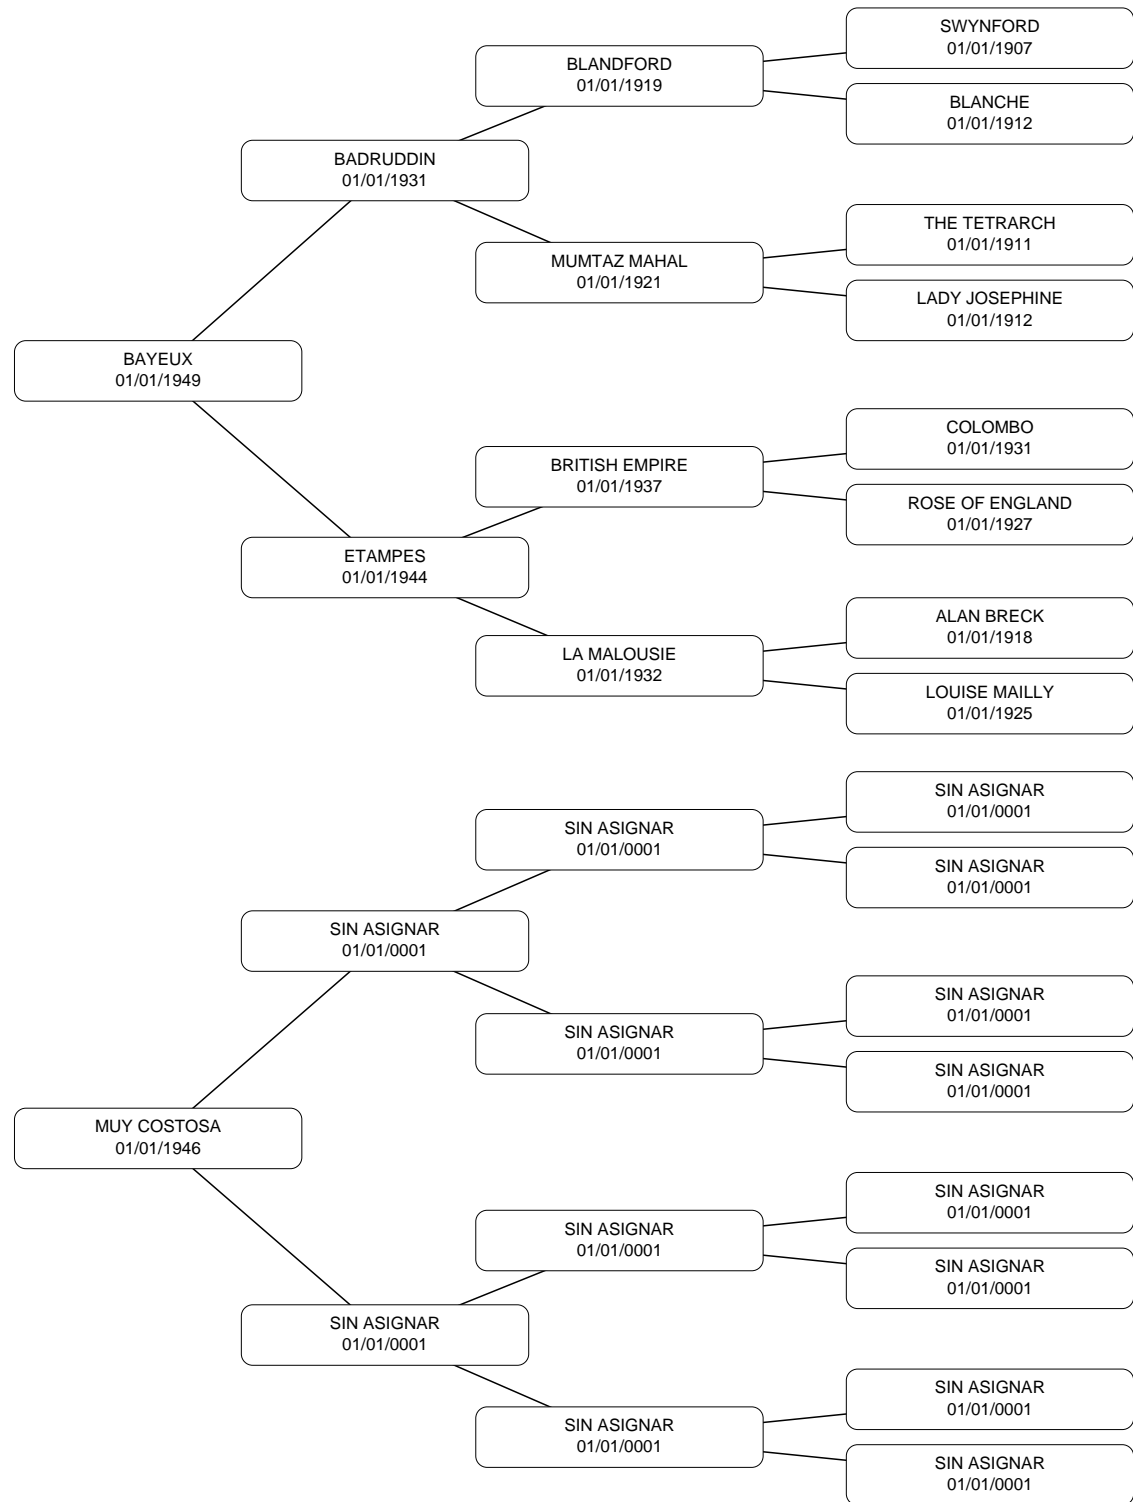 SWYNFORD
01/01/1907
BLANDFORD
01/01/1919
BLANCHE
01/01/1912
BADRUDDIN
01/01/1931
THE TETRARCH
01/01/1911
MUMTAZ MAHAL
01/01/1921
LADY JOSEPHINE
01/01/1912
BAYEUX
01/01/1949
COLOMBO
01/01/1931
BRITISH EMPIRE
01/01/1937
ROSE OF ENGLAND
01/01/1927
ETAMPES
01/01/1944
ALAN BRECK
01/01/1918
LA MALOUSIE
01/01/1932
LOUISE MAILLY
01/01/1925
SIN ASIGNAR
01/01/0001
SIN ASIGNAR
01/01/0001
SIN ASIGNAR
01/01/0001
SIN ASIGNAR
01/01/0001
SIN ASIGNAR
01/01/0001
SIN ASIGNAR
01/01/0001
SIN ASIGNAR
01/01/0001
MUY COSTOSA
01/01/1946
SIN ASIGNAR
01/01/0001
SIN ASIGNAR
01/01/0001
SIN ASIGNAR
01/01/0001
SIN ASIGNAR
01/01/0001
SIN ASIGNAR
01/01/0001
SIN ASIGNAR
01/01/0001
SIN ASIGNAR
01/01/0001